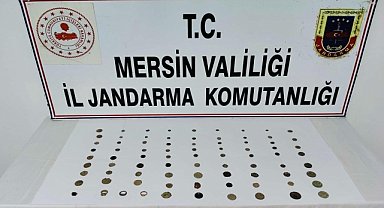 T.C.
MERSİN VALİLİĞİ
İL JANDARMA KOMUTANLIĞI